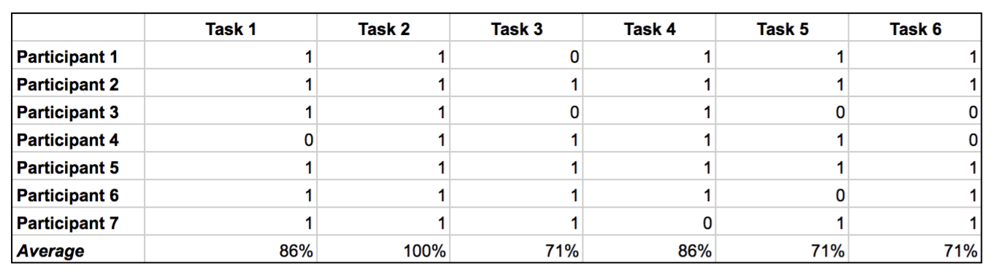 Task 1 Task 2 Task 3 Task 4 Task 5 Task 6
Participant 1 1 1 0 1 1 1
Participant 2 1 1 1 1 1 1
Participant 3 1 1 0 1 0 0
Participant 4 0 1 1 1 1 0
Participant 5 1 1 1 1 1 1
Participant 6 1 1 1 1 0 1
Participant 7 1 1 1 0 1 1
Average 86% 100% 71% 86% 71% 71%